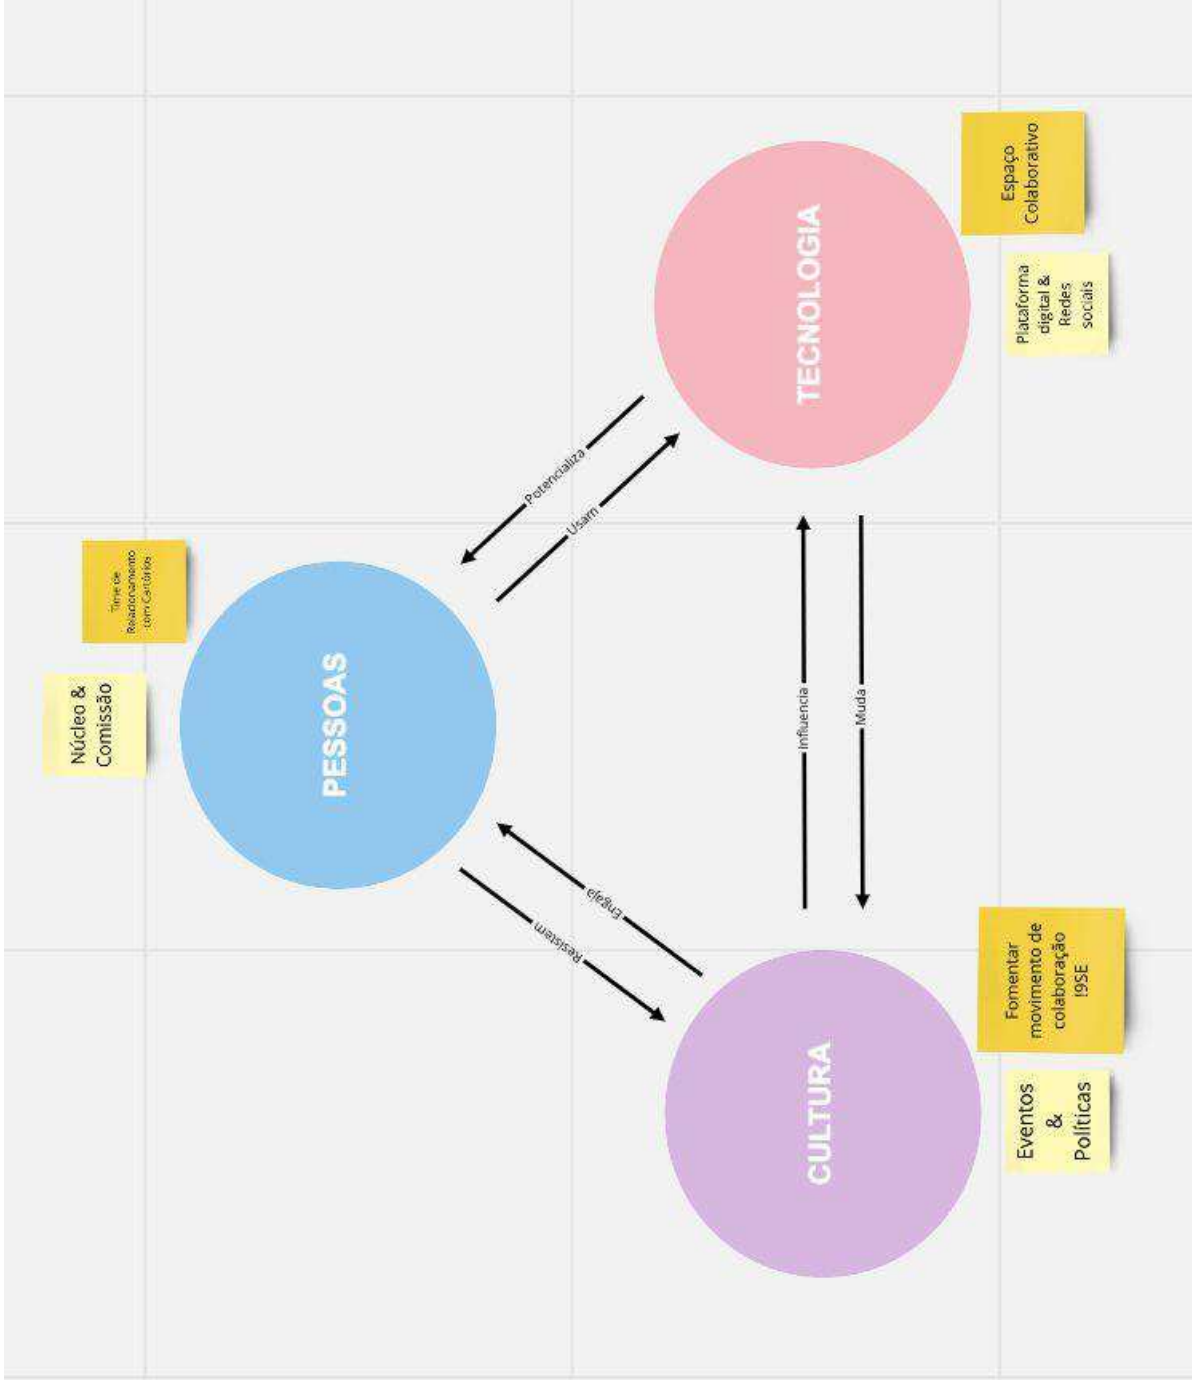 Núcleo &
Comissão
Time de
Relacionamento
com Cartórios
PESSOAS
Resistem
Engaja
Potencializa
Usam
Influencia
Muda
CULTURA
TECNOLOGIA
Eventos
&
Políticas
Fomentar
movimento de
colaboração
!9SE
Plataforma
digital &
Redes
sociais
Espaço
Colaborativo